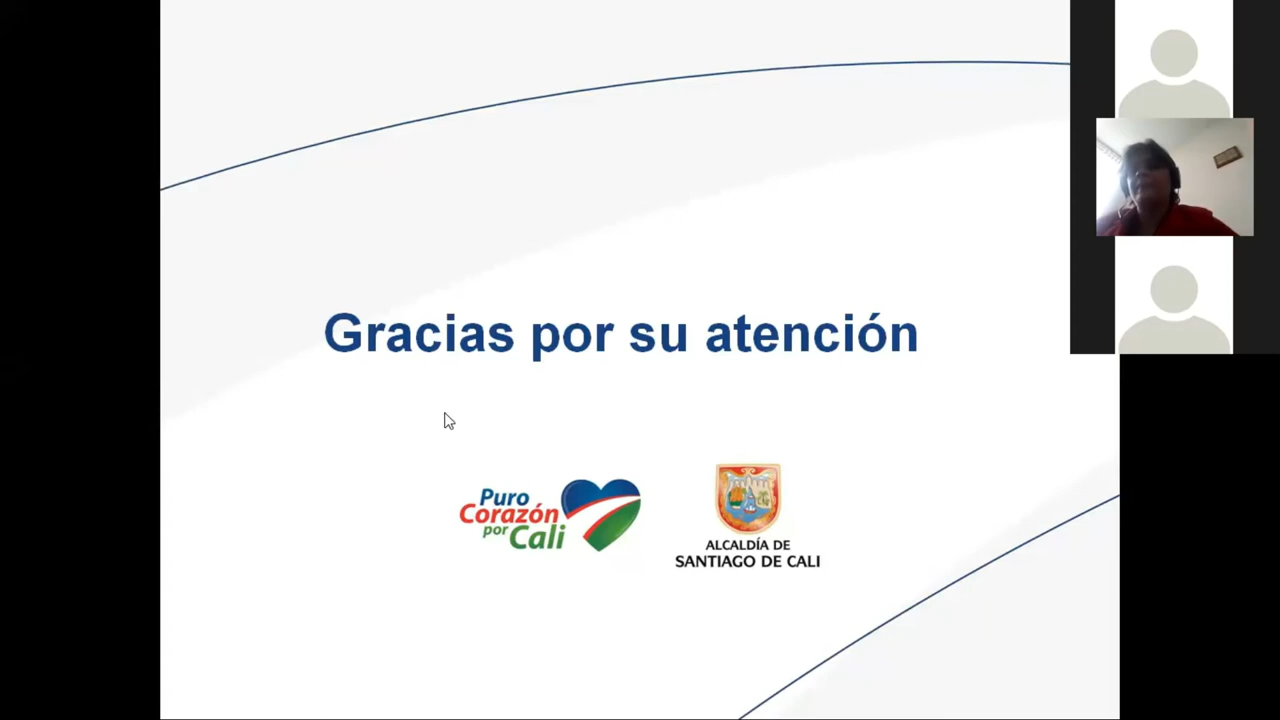 Gracias por su atención
Puro
Corazón
por Cali
ALCALDÍA DE
SANTIAGO DE CALI